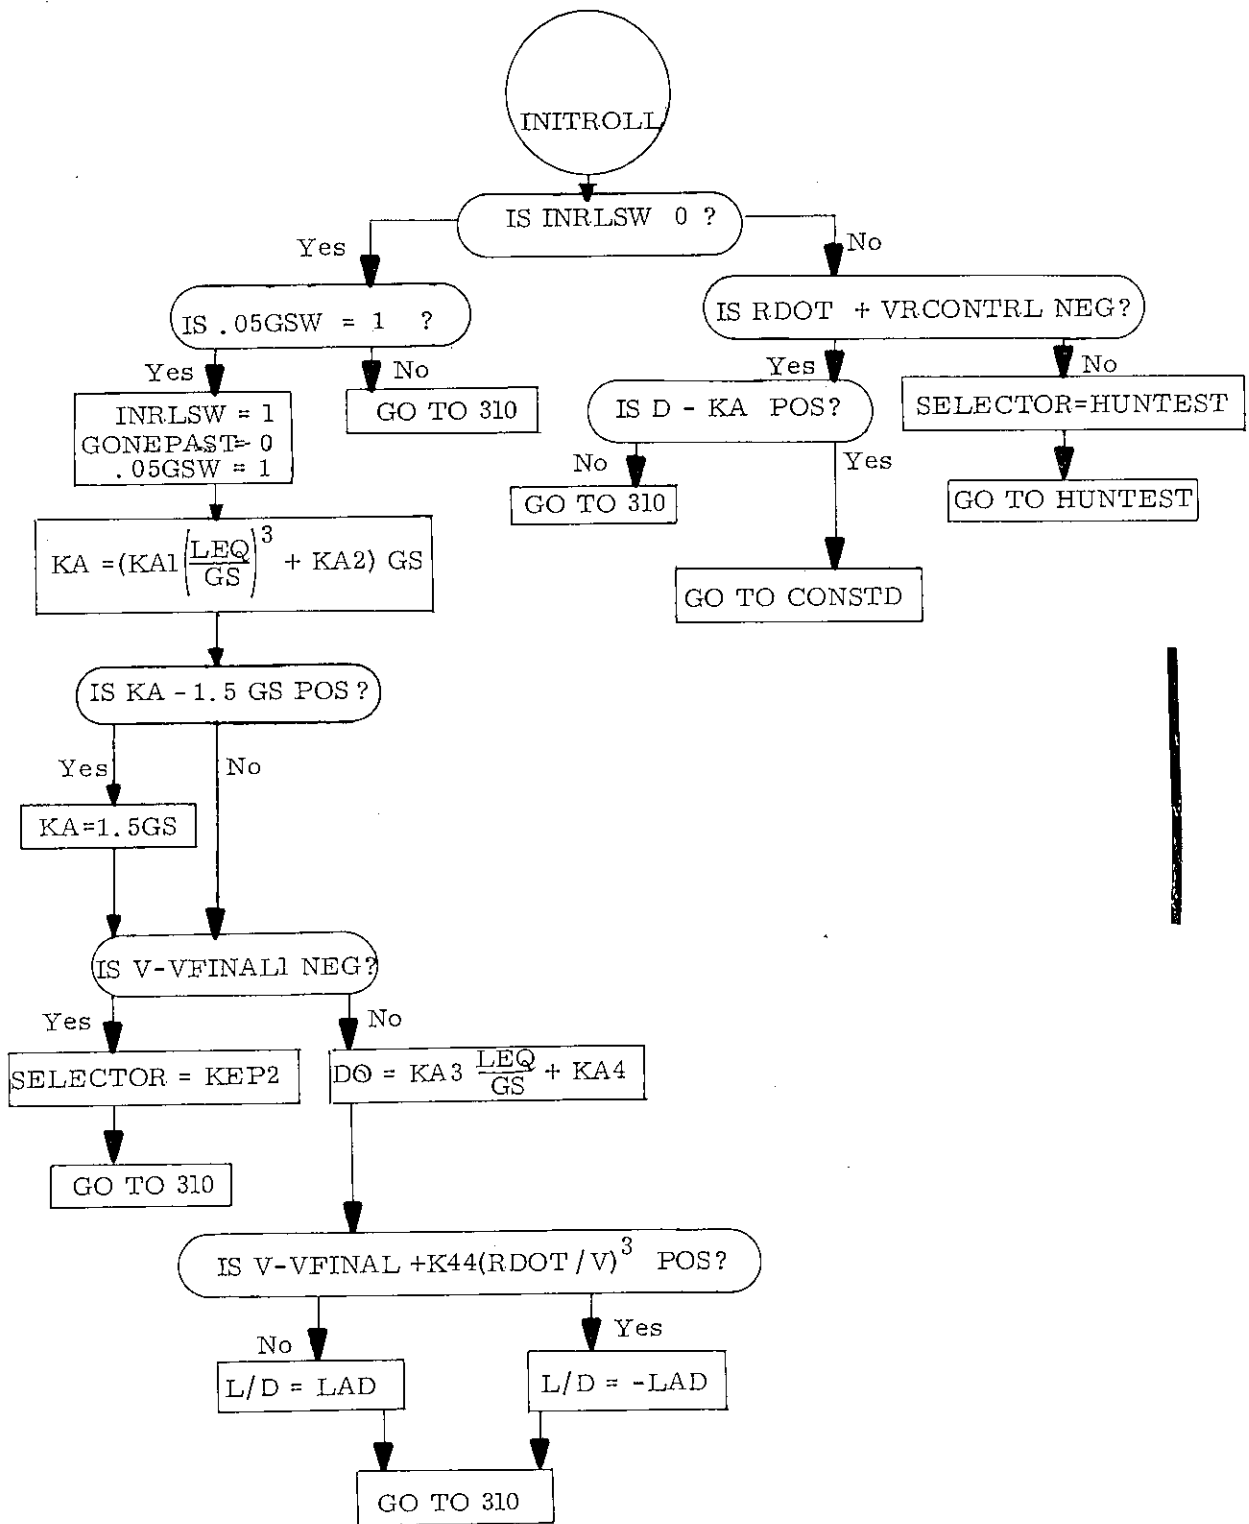 INITROLL
IS INRLSW 0 ?
Yes
No
IS .05GSW = 1 ?
IS RDOT + VRCONTRL NEG?
Yes
No
Yes
No
INRLSW = 1
GONEPAST= 0
.05GSW = 1
GO TO 310
IS D - KA POS?
SELECTOR=HUNTEST
No
Yes
GO TO 310
GO TO HUNTEST
KA =(KA1(LEQ/GS)^3 + KA2) GS
GO TO CONSTD
IS KA - 1.5 GS POS?
Yes
No
KA=1.5GS
IS V-VFINAL1 NEG?
Yes
No
SELECTOR = KEP2
DΘ = KA3 LEQ/GS + KA4
GO TO 310
IS V-VFINAL +K44(RDOT/V)^3 POS?
No
Yes
L/D = LAD
L/D = -LAD
GO TO 310